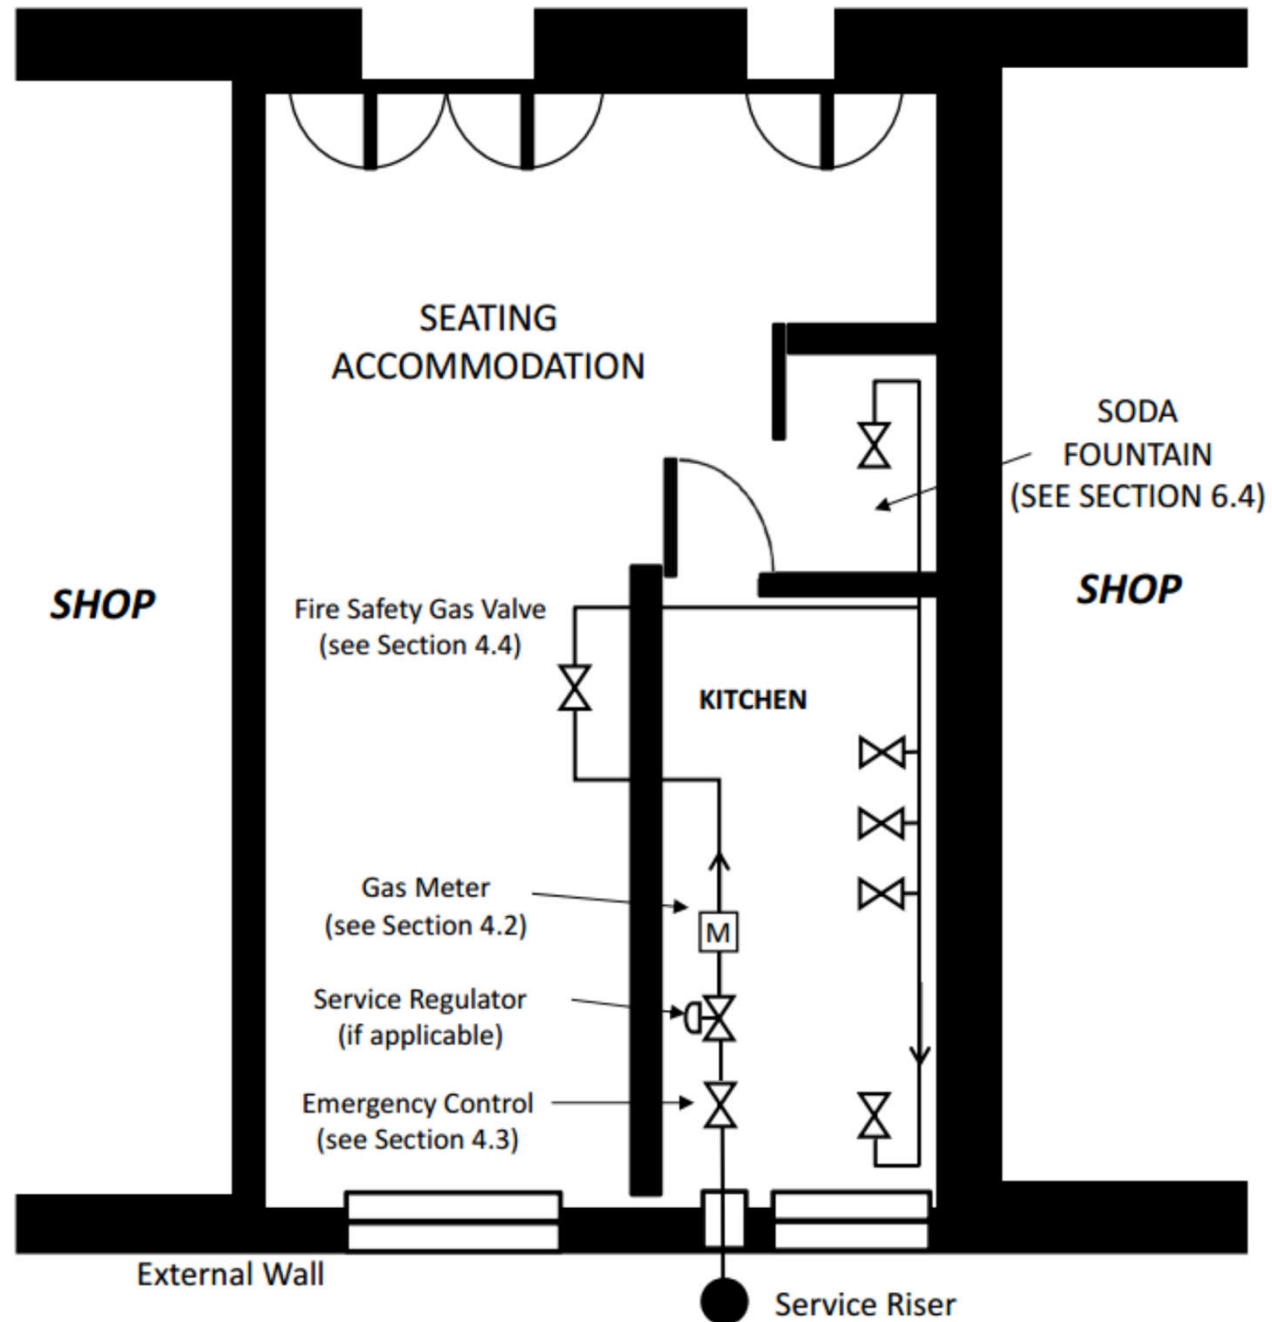 SEATING
ACCOMMODATION
SODA
FOUNTAIN
(SEE SECTION 6.4)
SHOP
SHOP
Fire Safety Gas Valve
(see Section 4.4)
KITCHEN
Gas Meter
(see Section 4.2)
M
Service Regulator
(if applicable)
Emergency Control
(see Section 4.3)
External Wall
Service Riser